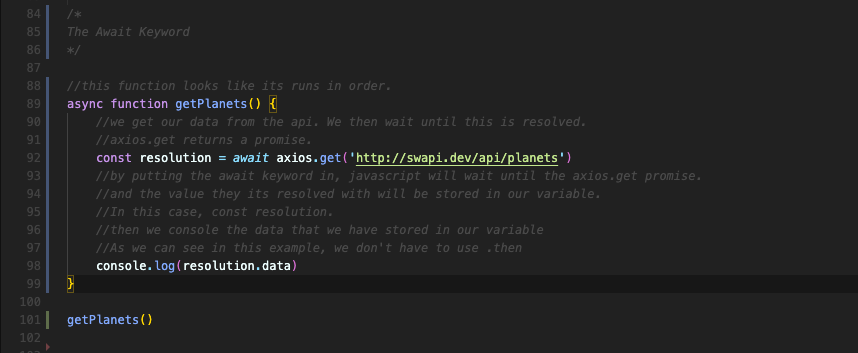 84 /*
85 The Await Keyword
86 */
87
88 //this function looks like its runs in order.
89 async function getPlanets() {
90 //we get our data from the api. We then wait until this is resolved.
91 //axios.get returns a promise.
92 const resolution = await axios.get('http://swapi.dev/api/planets')
93 //by putting the await keyword in, javascript will wait until the axios.get promise.
94 //and the value they its resolved with will be stored in our variable.
95 //In this case, const resolution.
96 //then we console the data that we have stored in our variable
97 //As we can see in this example, we don't have to use .then
98 console.log(resolution.data)
99 }
100
101 getPlanets()
102